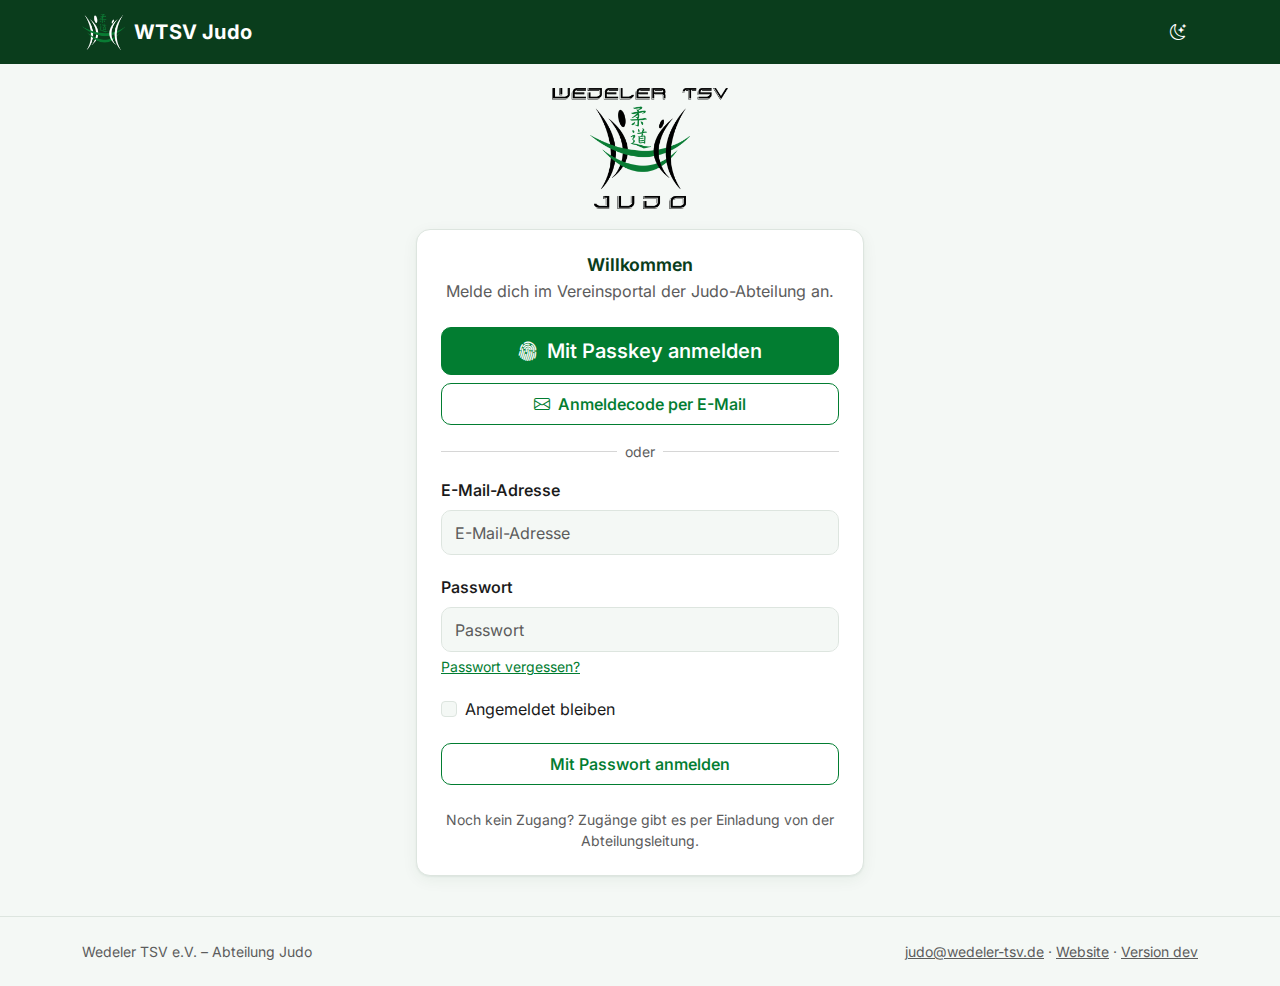 WTSV Judo
WEDELER TSV
柔道
JUDO
Willkommen
Melde dich im Vereinsportal der Judo-Abteilung an.
Mit Passkey anmelden
Anmeldecode per E-Mail
oder
E-Mail-Adresse
E-Mail-Adresse
Passwort
Passwort
Passwort vergessen?
Angemeldet bleiben
Mit Passwort anmelden
Noch kein Zugang? Zugänge gibt es per Einladung von der
Abteilungsleitung.
Wedeler TSV e.V. – Abteilung Judo
judo@wedeler-tsv.de · Website · Version dev